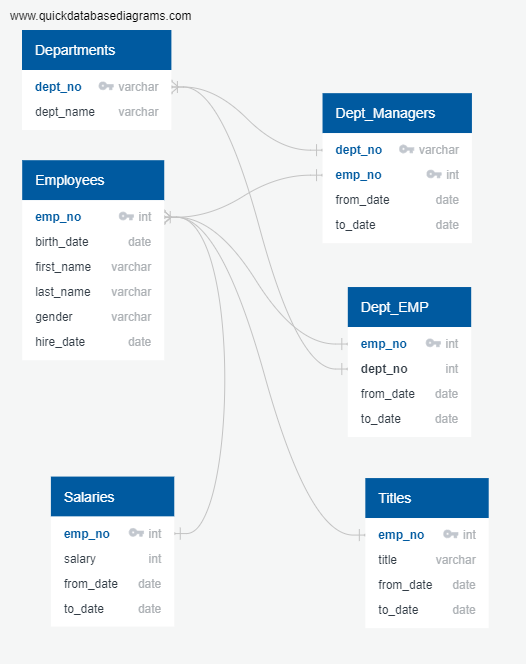 www.quickdatabasediagrams.com
Departments
dept_no varchar
dept_name varchar
Employees
emp_no int
birth_date date
first_name varchar
last_name varchar
gender varchar
hire_date date
Dept_Managers
dept_no varchar
emp_no int
from_date date
to_date date
Dept_EMP
emp_no int
dept_no int
from_date date
to_date date
Salaries
emp_no int
salary int
from_date date
to_date date
Titles
emp_no int
title varchar
from_date date
to_date date